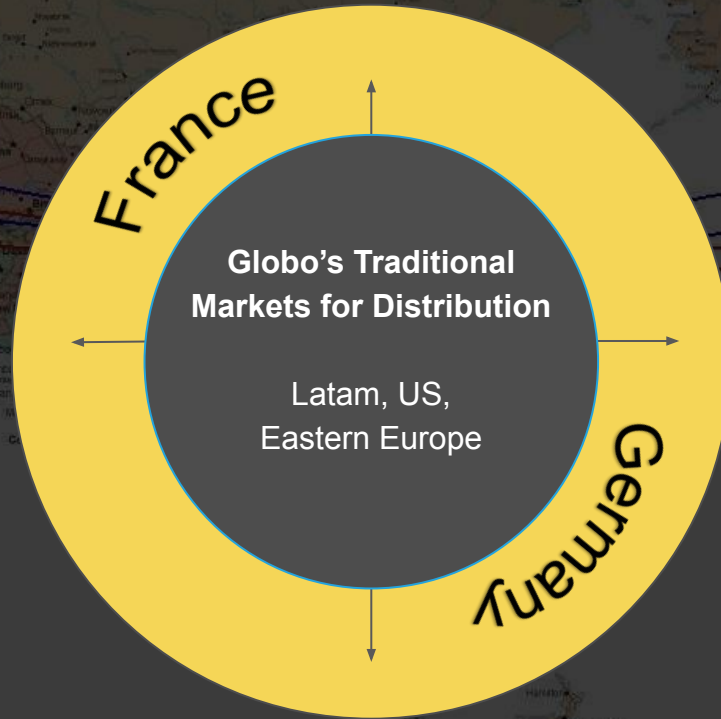 France
Globo’s Traditional
Markets for Distribution
Latam, US,
Eastern Europe
Germany